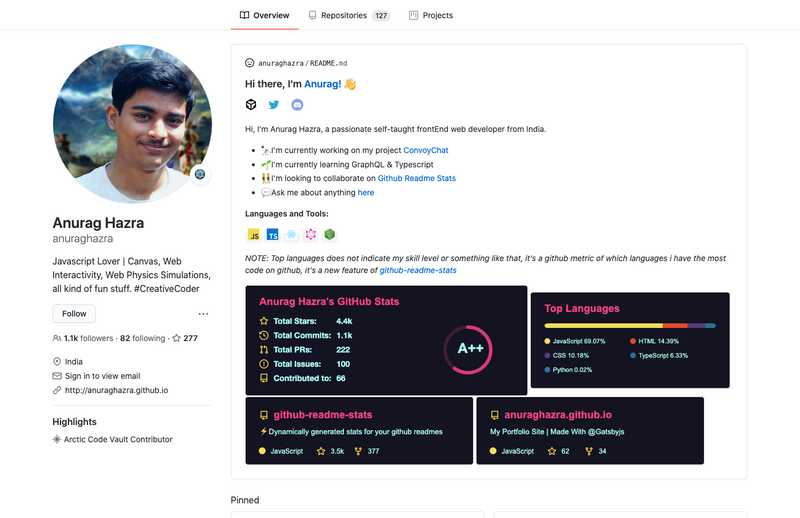 Overview Repositories 127 Projects
Anurag Hazra
anuraghazra
Javascript Lover | Canvas, Web
Interactivity, Web Physics Simulations,
all kind of fun stuff. #CreativeCoder
Follow ...
1.1k followers · 82 following · 277
India
Sign in to view email
http://anuraghazra.github.io
Highlights
Arctic Code Vault Contributor
anuraghazra/README.md
Hi there, I'm Anurag! 👋
Hi, I'm Anurag Hazra, a passionate self-taught frontEnd web developer from India.
• 🔭I'm currently working on my project ConvoyChat
• 🌱I'm currently learning GraphQL & Typescript
• 👯I'm looking to collaborate on Github Readme Stats
• 💬Ask me about anything here
Languages and Tools:
JS TS
NOTE: Top languages does not indicate my skill level or something like that, it's a github metric of which languages i have the most
code on github, it's a new feature of github-readme-stats
Anurag Hazra's GitHub Stats
Total Stars: 4.4k
Total Commits: 1.1k
Total PRs: 222
Total Issues: 100
Contributed to: 66
A++
Top Languages
JavaScript 69.07% HTML 14.39%
CSS 10.18% TypeScript 6.33%
Python 0.02%
github-readme-stats
⚡Dynamically generated stats for your github readmes
JavaScript 3.5k 377
anuraghazra.github.io
My Portfolio Site | Made With @Gatsbyjs
JavaScript 62 34
Pinned